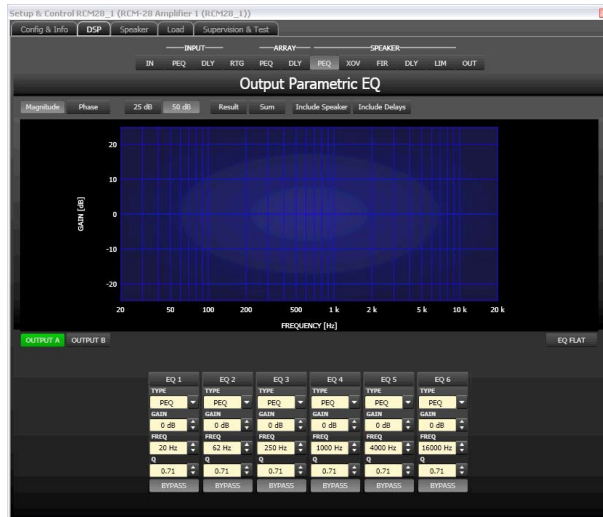 Setup & Control RCM28_1 (RCM-28 Amplifier 1 (RCM28_1))
Config & Info DSP Speaker Load Supervision & Test
INPUT ARRAY SPEAKER
IN PEQ DLY RTG PEQ DLY PEQ XOV FIR DLY LIM OUT
Output Parametric EQ
Magnitude Phase 25 dB 50 dB Result Sum Include Speaker Include Delays
20
10
0
-10
-20
GAIN [dB]
20 50 100 200 500 1 k 2 k 5 k 10 k 20 k
FREQUENCY [Hz]
OUTPUT A OUTPUT B EQ FLAT
EQ 1 EQ 2 EQ 3 EQ 4 EQ 5 EQ 6
TYPE TYPE TYPE TYPE TYPE TYPE
PEQ PEQ PEQ PEQ PEQ PEQ
GAIN GAIN GAIN GAIN GAIN GAIN
0 dB 0 dB 0 dB 0 dB 0 dB 0 dB
FREQ FREQ FREQ FREQ FREQ FREQ
20 Hz 62 Hz 250 Hz 1000 Hz 4000 Hz 16000 Hz
Q Q Q Q Q Q
0.71 0.71 0.71 0.71 0.71 0.71
BYPASS BYPASS BYPASS BYPASS BYPASS BYPASS